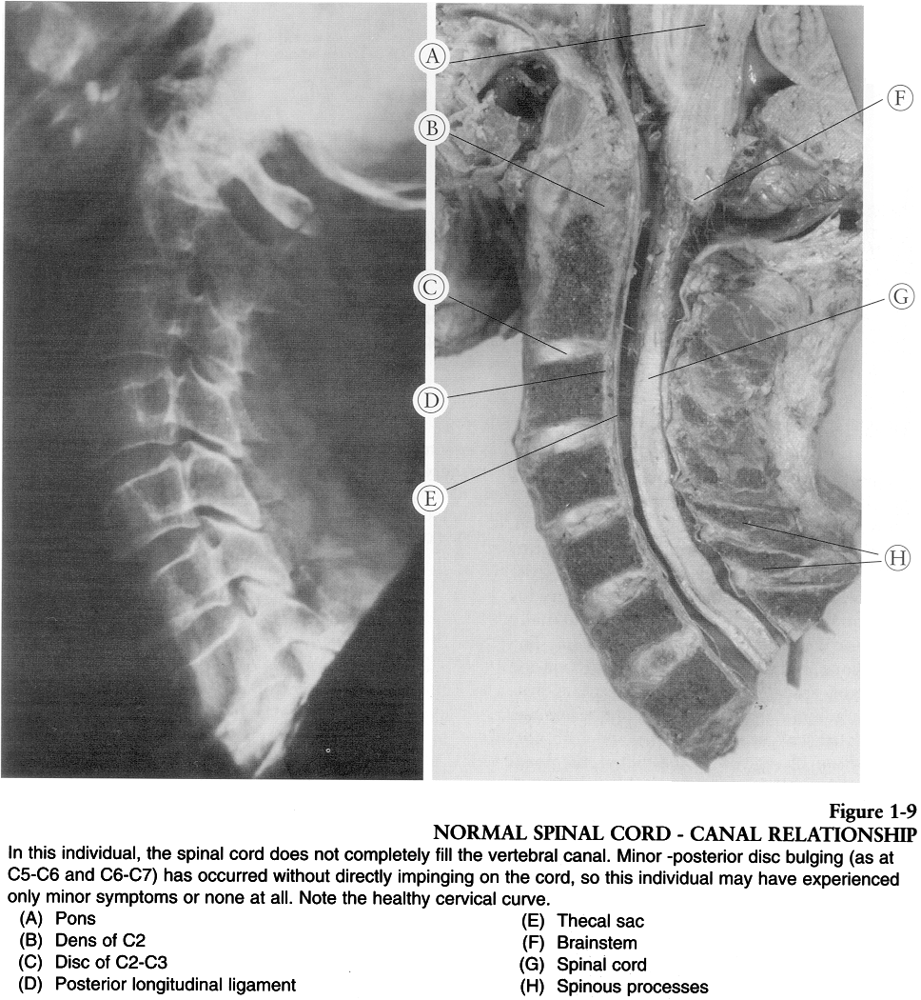 A
B
C
D
E
F
G
H
Figure 1-9
NORMAL SPINAL CORD - CANAL RELATIONSHIP
In this individual, the spinal cord does not completely fill the vertebral canal. Minor -posterior disc bulging (as at
C5-C6 and C6-C7) has occurred without directly impinging on the cord, so this individual may have experienced
only minor symptoms or none at all. Note the healthy cervical curve.
(A) Pons
(B) Dens of C2
(C) Disc of C2-C3
(D) Posterior longitudinal ligament
(E) Thecal sac
(F) Brainstem
(G) Spinal cord
(H) Spinous processes